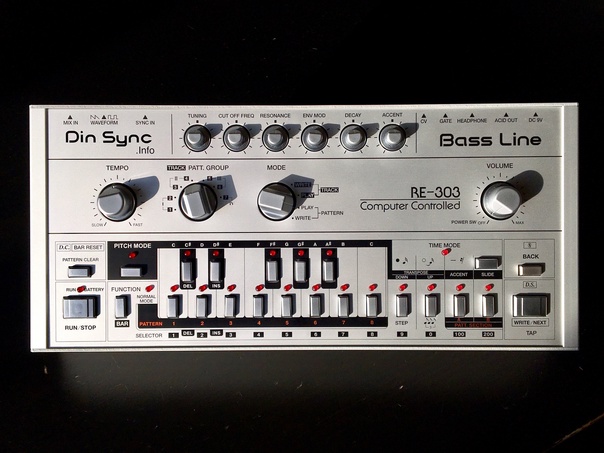 MIX IN WAVEFORM SYNC IN
TUNING CUT OFF FREQ RESONANCE ENV MOD DECAY ACCENT
CV GATE HEADPHONE ACID OUT DC 9V
Din Sync
.Info
Bass Line
TEMPO
SLOW FAST
TRACK PATT. GROUP
MODE
WRITE
PLAY
TRACK
PLAY
WRITE
PATTERN
RE-303
Computer Controlled
VOLUME
POWER SW OFF MAX
D.C. BAR RESET
PATTERN CLEAR
PITCH MODE
C C# D D# E F F# G G# A A# B C
DEL INS
TIME MODE
TRANSPOSE
DOWN UP ACCENT SLIDE
BACK
D.S.
RUN BATTERY
RUN/STOP
FUNCTION
BAR
NORMAL MODE
PATTERN 1 2 3 4 5 6 7 8
STEP
PATT. SECTION
WRITE/NEXT
TAP
SELECTOR 1 DEL 2 INS 3 4 5 6 7 8 9 0 100 200